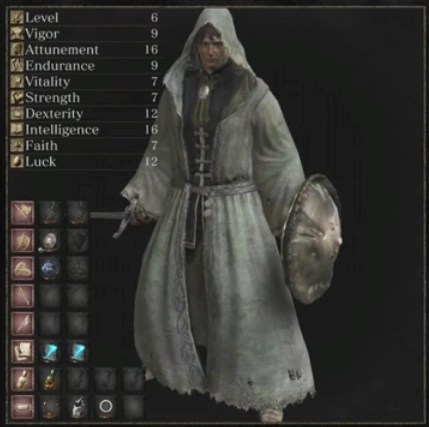 Level 6
Vigor 9
Attunement 16
Endurance 9
Vitality 7
Strength 7
Dexterity 12
Intelligence 16
Faith 7
Luck 12